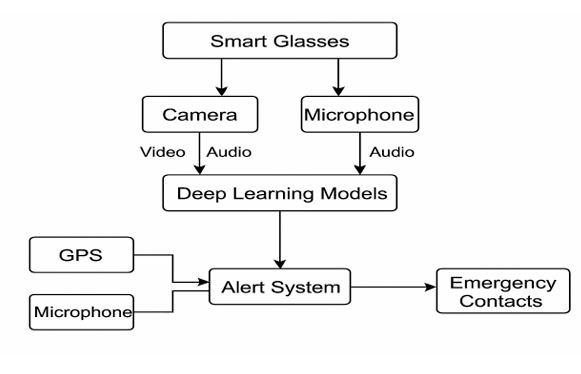 Smart Glasses
Camera
Microphone
Video
Audio
Audio
Deep Learning Models
GPS
Microphone
Alert System
Emergency
Contacts